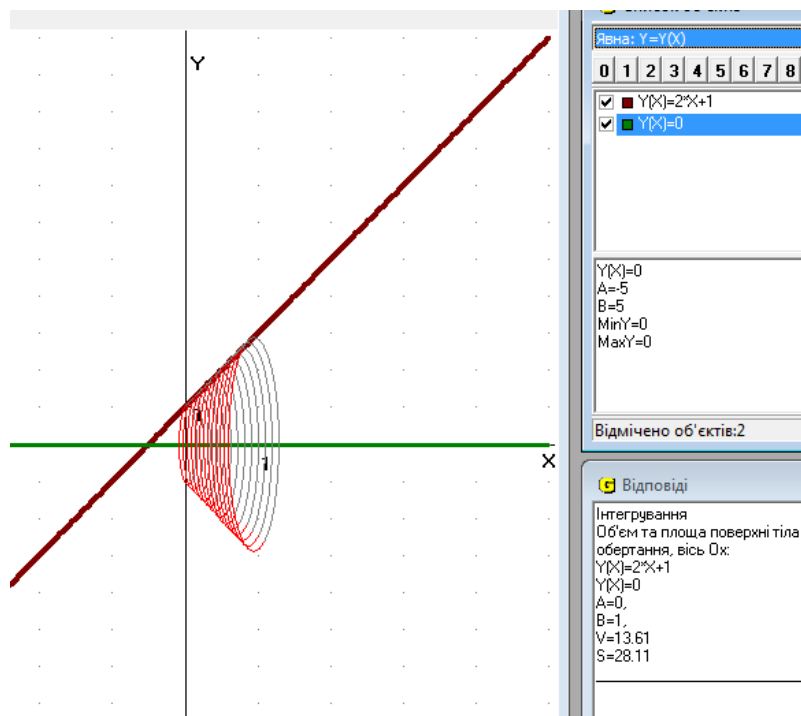 Y
1
1
X
Явна: Y=Y(X)
0 1 2 3 4 5 6 7 8
Y(X)=2*X+1
Y(X)=0
Y(X)=0
A=-5
B=5
MinY=0
MaxY=0
Відмічено об'єктів:2
Відповіді
Інтегрування
Об'єм та площа поверхні тіла
обертання, вісь Ox:
Y(X)=2*X+1
Y(X)=0
A=0,
B=1,
V=13.61
S=28.11